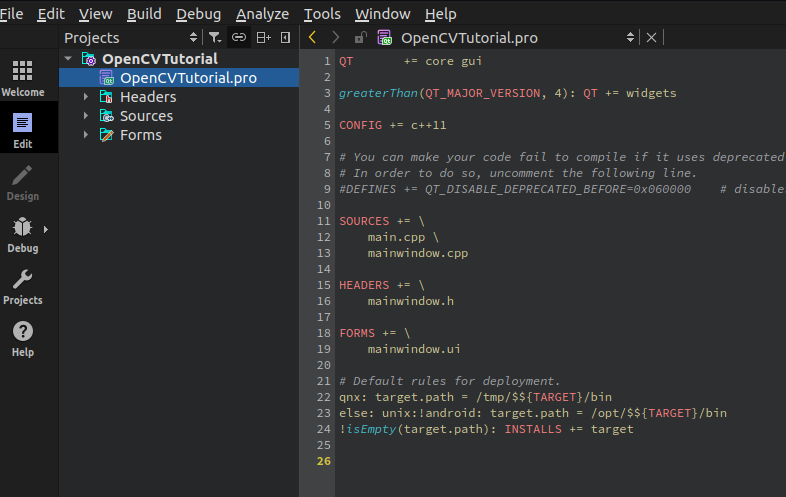 File Edit View Build Debug Analyze Tools Window Help
Projects
OpenCVTutorial.pro
Welcome
Edit
Design
Debug
Projects
Help
OpenCVTutorial
OpenCVTutorial.pro
Headers
Sources
Forms
1 QT += core gui
2
3 greaterThan(QT_MAJOR_VERSION, 4): QT += widgets
4
5 CONFIG += c++11
6
7 # You can make your code fail to compile if it uses deprecated
8 # In order to do so, uncomment the following line.
9 #DEFINES += QT_DISABLE_DEPRECATED_BEFORE=0x060000 # disable
10
11 SOURCES += \
12 main.cpp \
13 mainwindow.cpp
14
15 HEADERS += \
16 mainwindow.h
17
18 FORMS += \
19 mainwindow.ui
20
21 # Default rules for deployment.
22 qnx: target.path = /tmp/$${TARGET}/bin
23 else: unix:!android: target.path = /opt/$${TARGET}/bin
24 !isEmpty(target.path): INSTALLS += target
25
26